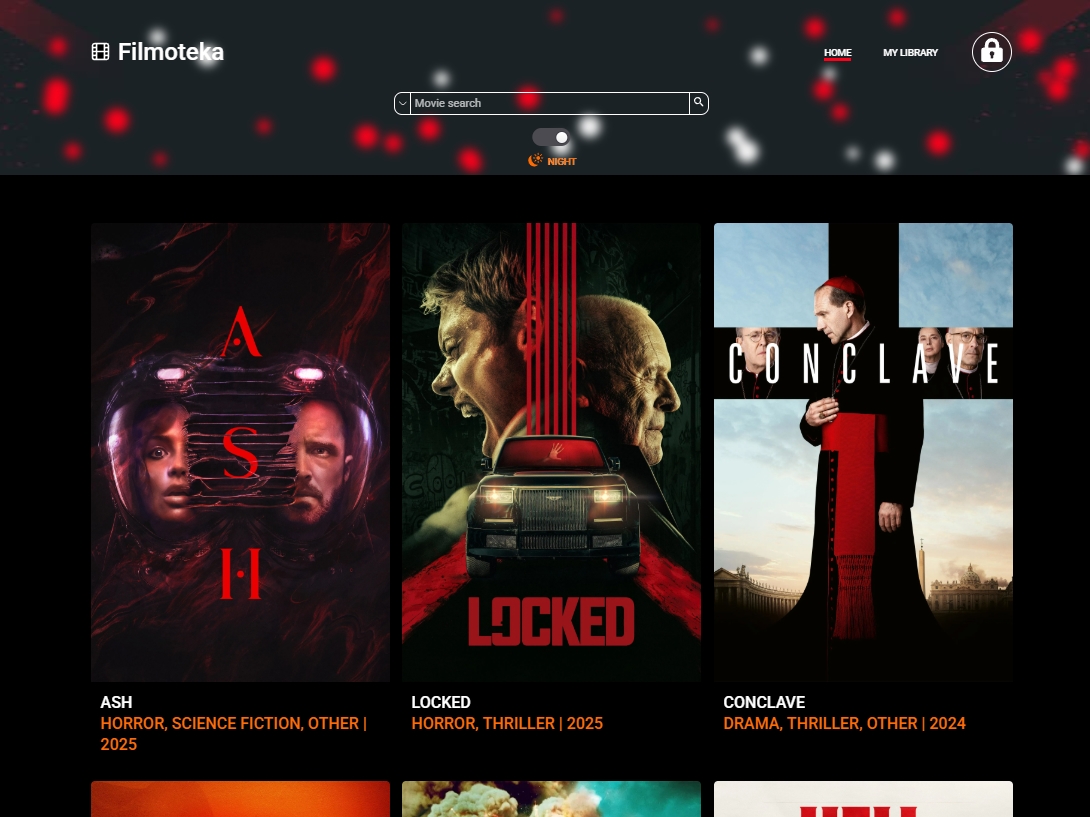 Filmoteka
HOME
MY LIBRARY
Movie search
NIGHT
A
S
H
LOCKED
CONCLAVE
ASH
HORROR, SCIENCE FICTION, OTHER |
2025
LOCKED
HORROR, THRILLER | 2025
CONCLAVE
DRAMA, THRILLER, OTHER | 2024